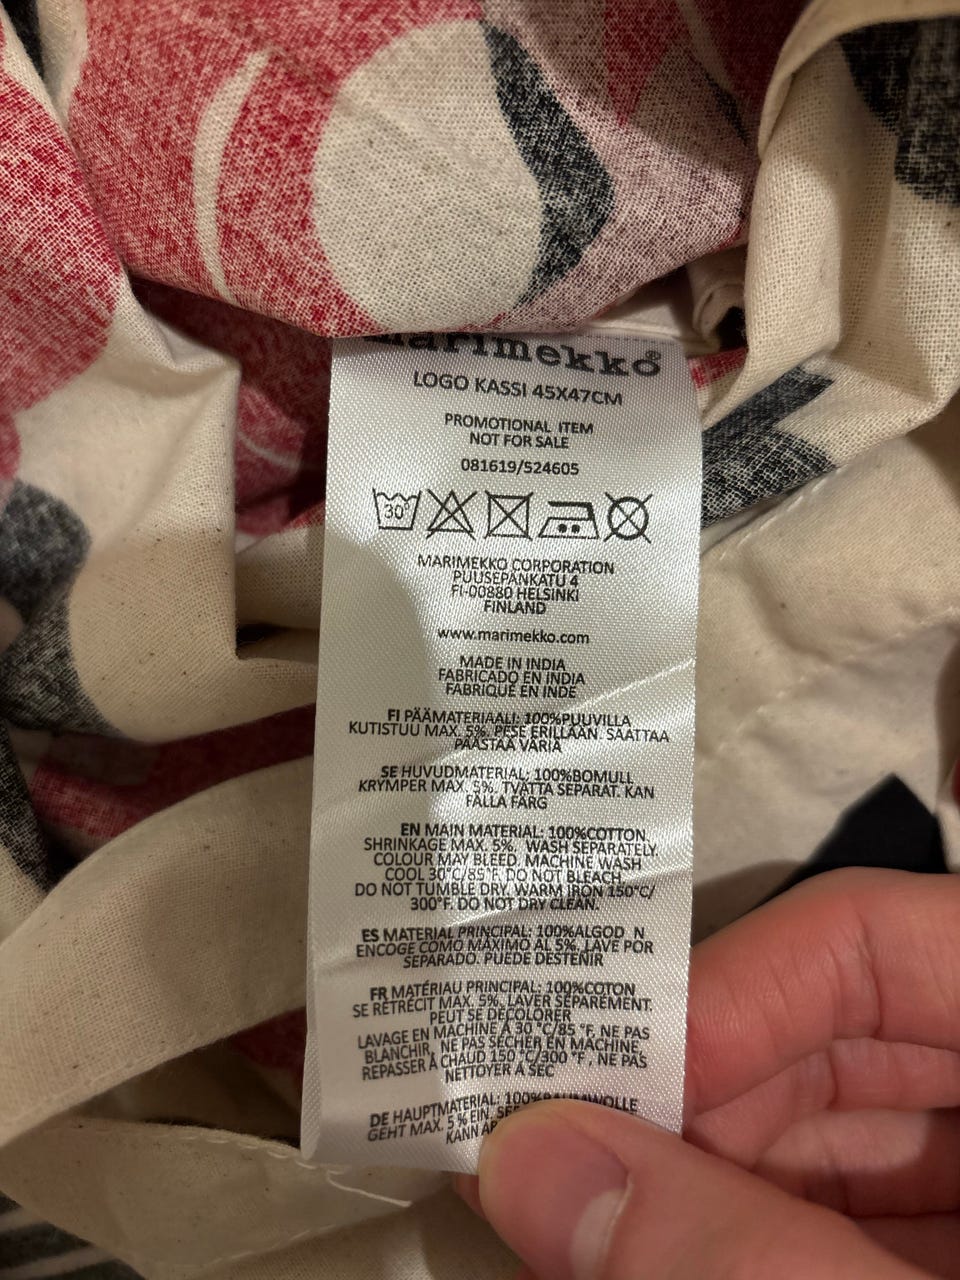 marimekko®
LOGO KASSI 45X47CM
PROMOTIONAL ITEM
NOT FOR SALE
081619/524605
30°
MARIMEKKO CORPORATION
PUUSEPÄNKATU 4
FI-00880 HELSINKI
FINLAND
www.marimekko.com
MADE IN INDIA
FABRICADO EN INDIA
FABRIQUÉ EN INDE
FI PÄÄMATERIAALI: 100%PUUVILLA
KUTISTUU MAX. 5%. PESE ERILLÄÄN. SAATTAA
PÄÄSTÄÄ VÄRIÄ
SE HUVUDMATERIAL: 100%BOMULL
KRYMPER MAX. 5%. TVÄTTA SEPARAT. KAN
FÄLLA FÄRG
EN MAIN MATERIAL: 100%COTTON
SHRINKAGE MAX. 5%. WASH SEPARATELY.
COLOUR MAY BLEED. MACHINE WASH
COOL 30°C/85°F. DO NOT BLEACH.
DO NOT TUMBLE DRY. WARM IRON 150°C/
300°F. DO NOT DRY CLEAN.
ES MATERIAL PRINCIPAL: 100%ALGOD N
ENCOGE COMO MÁXIMO AL 5%. LAVE POR
SEPARADO. PUEDE DESTEÑIR
FR MATÉRIAU PRINCIPAL: 100%COTON
SE RÉTRÉCIT MAX. 5%. LAVER SÉPARÉMENT.
PEUT SE DÉCOLORER
LAVAGE EN MACHINE À 30 °C/85 °F, NE PAS
BLANCHIR, NE PAS SÉCHER EN MACHINE,
REPASSER À CHAUD 150 °C/300 °F, NE PAS
NETTOYER À SEC
DE HAUPTMATERIAL: 100%BAUMWOLLE
GEHT MAX. 5% EIN.
KANN